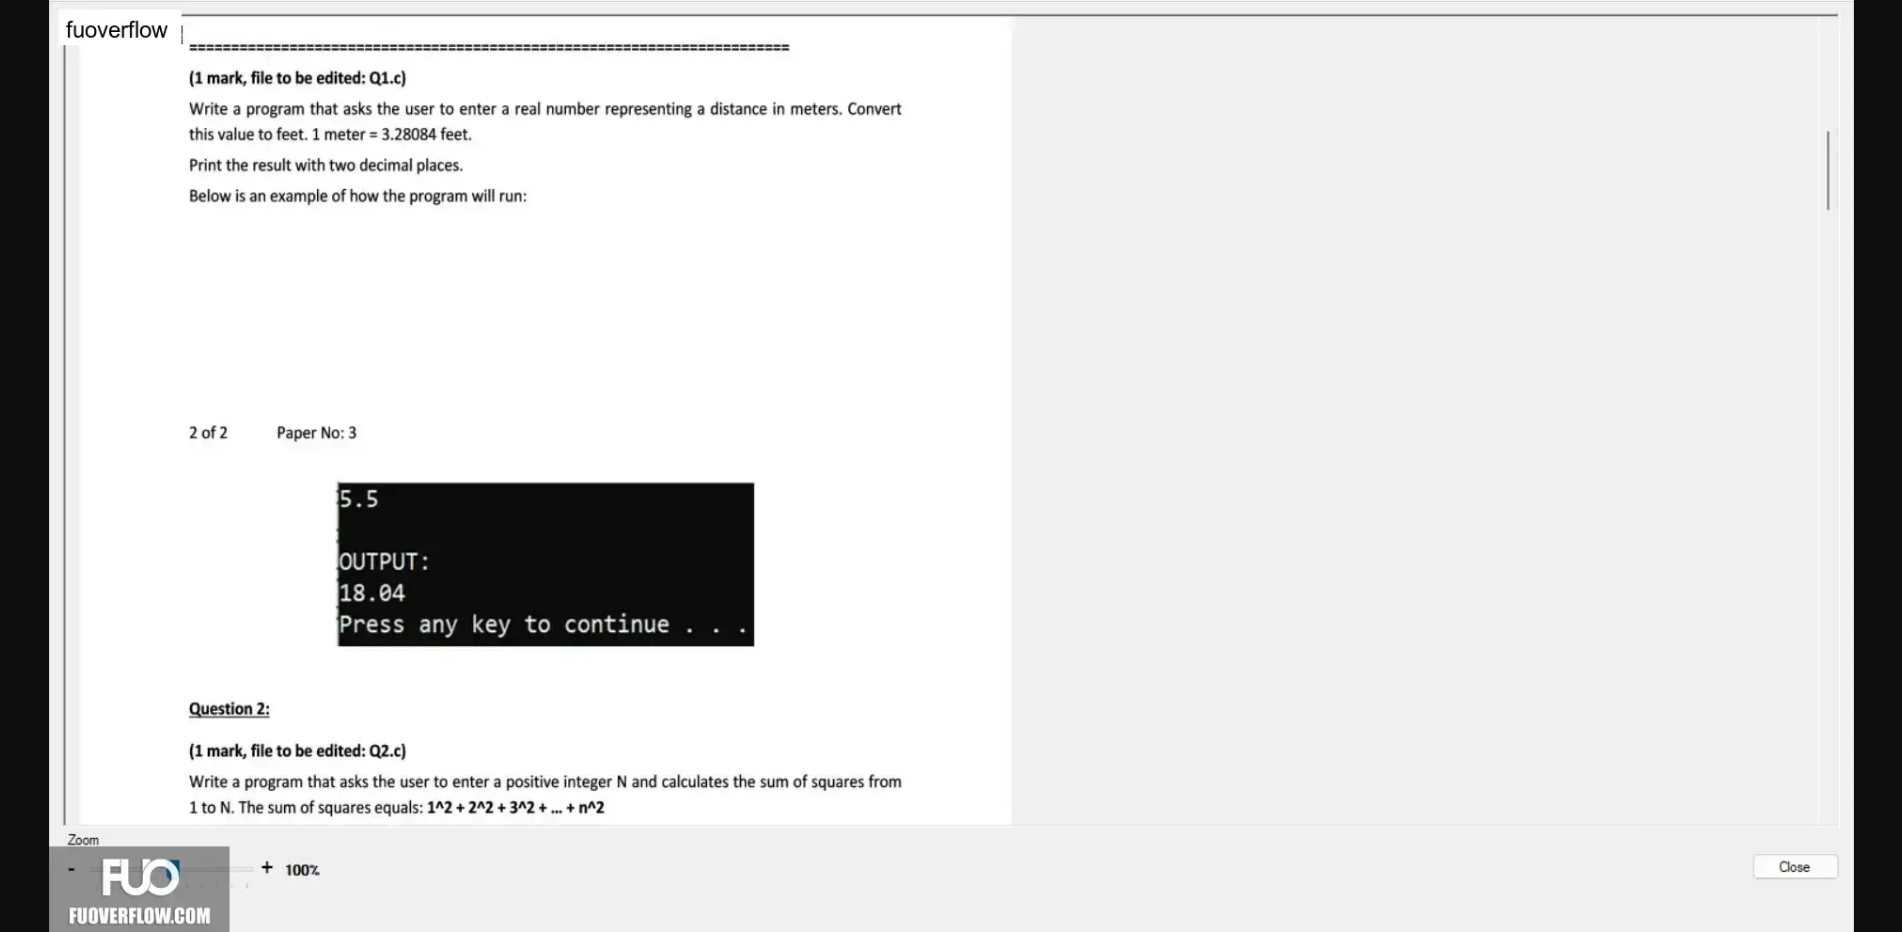 fuoverflow
================================================================================
(1 mark, file to be edited: Q1.c)
Write a program that asks the user to enter a real number representing a distance in meters. Convert
this value to feet. 1 meter = 3.28084 feet.
Print the result with two decimal places.
Below is an example of how the program will run:
2 of 2 Paper No: 3
5.5
OUTPUT:
18.04
Press any key to continue . . .
Question 2:
(1 mark, file to be edited: Q2.c)
Write a program that asks the user to enter a positive integer N and calculates the sum of squares from
1 to N. The sum of squares equals: 1^2 + 2^2 + 3^2 + ... + n^2
Zoom
- + 100%
Close
FUO
FUOVERFLOW.COM